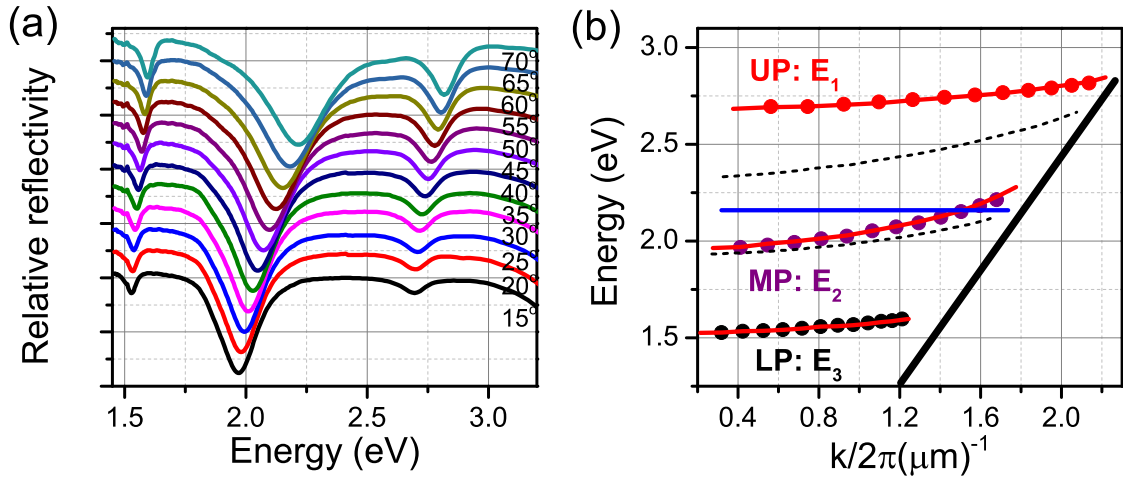 (a)
Relative reflectivity
70°
65°
60°
55°
50°
45°
40°
35°
30°
25°
15°
1.5
2.0
2.5
3.0
Energy (eV)
(b)
Energy (eV)
3.0
2.5
2.0
1.5
UP: E₁
MP: E₂
LP: E₃
0.4
0.8
1.2
1.6
2.0
k/2π(μm)⁻¹